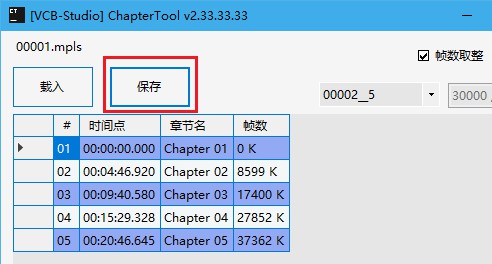 [VCB-Studio] ChapterTool v2.33.33.33
00001.mpls
帧数取整
载入 保存 00002__5 30000
# 时间点 章节名 帧数
01 00:00:00.000 Chapter 01 0 K
02 00:04:46.920 Chapter 02 8599 K
03 00:09:40.580 Chapter 03 17400 K
04 00:15:29.328 Chapter 04 27852 K
05 00:20:46.645 Chapter 05 37362 K